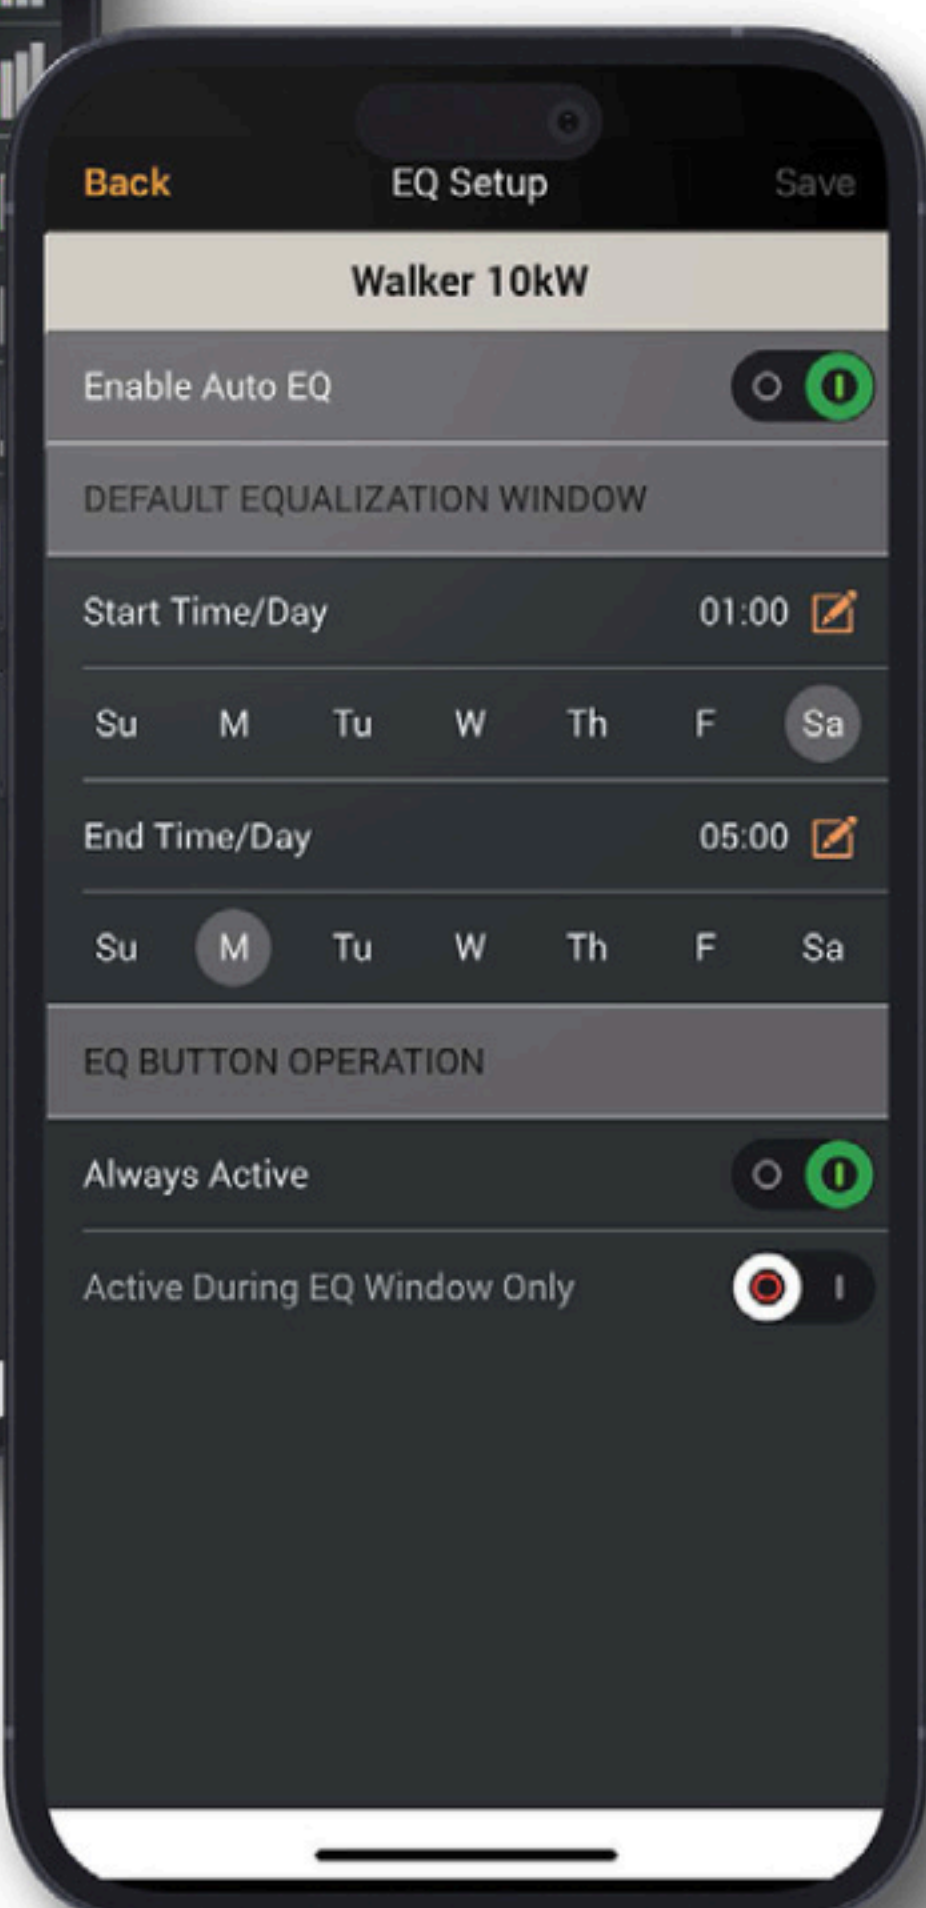 Back EQ Setup Save
Walker 10kW
Enable Auto EQ
DEFAULT EQUALIZATION WINDOW
Start Time/Day 01:00
Su M Tu W Th F Sa
End Time/Day 05:00
Su M Tu W Th F Sa
EQ BUTTON OPERATION
Always Active
Active During EQ Window Only